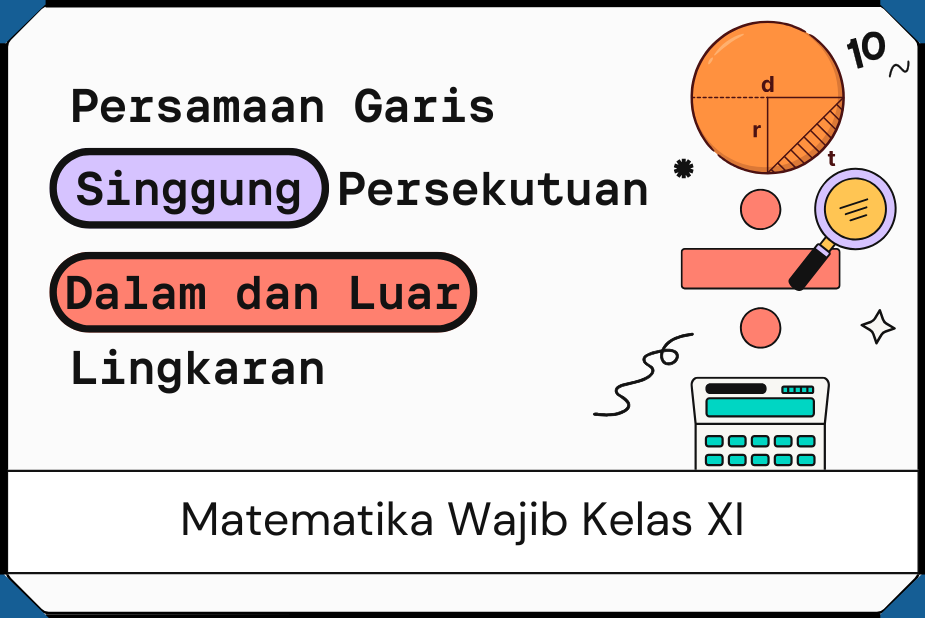 Persamaan Garis
Singgung Persekutuan
Dalam dan Luar
Lingkaran
Matematika Wajib Kelas XI
10
d
r
t